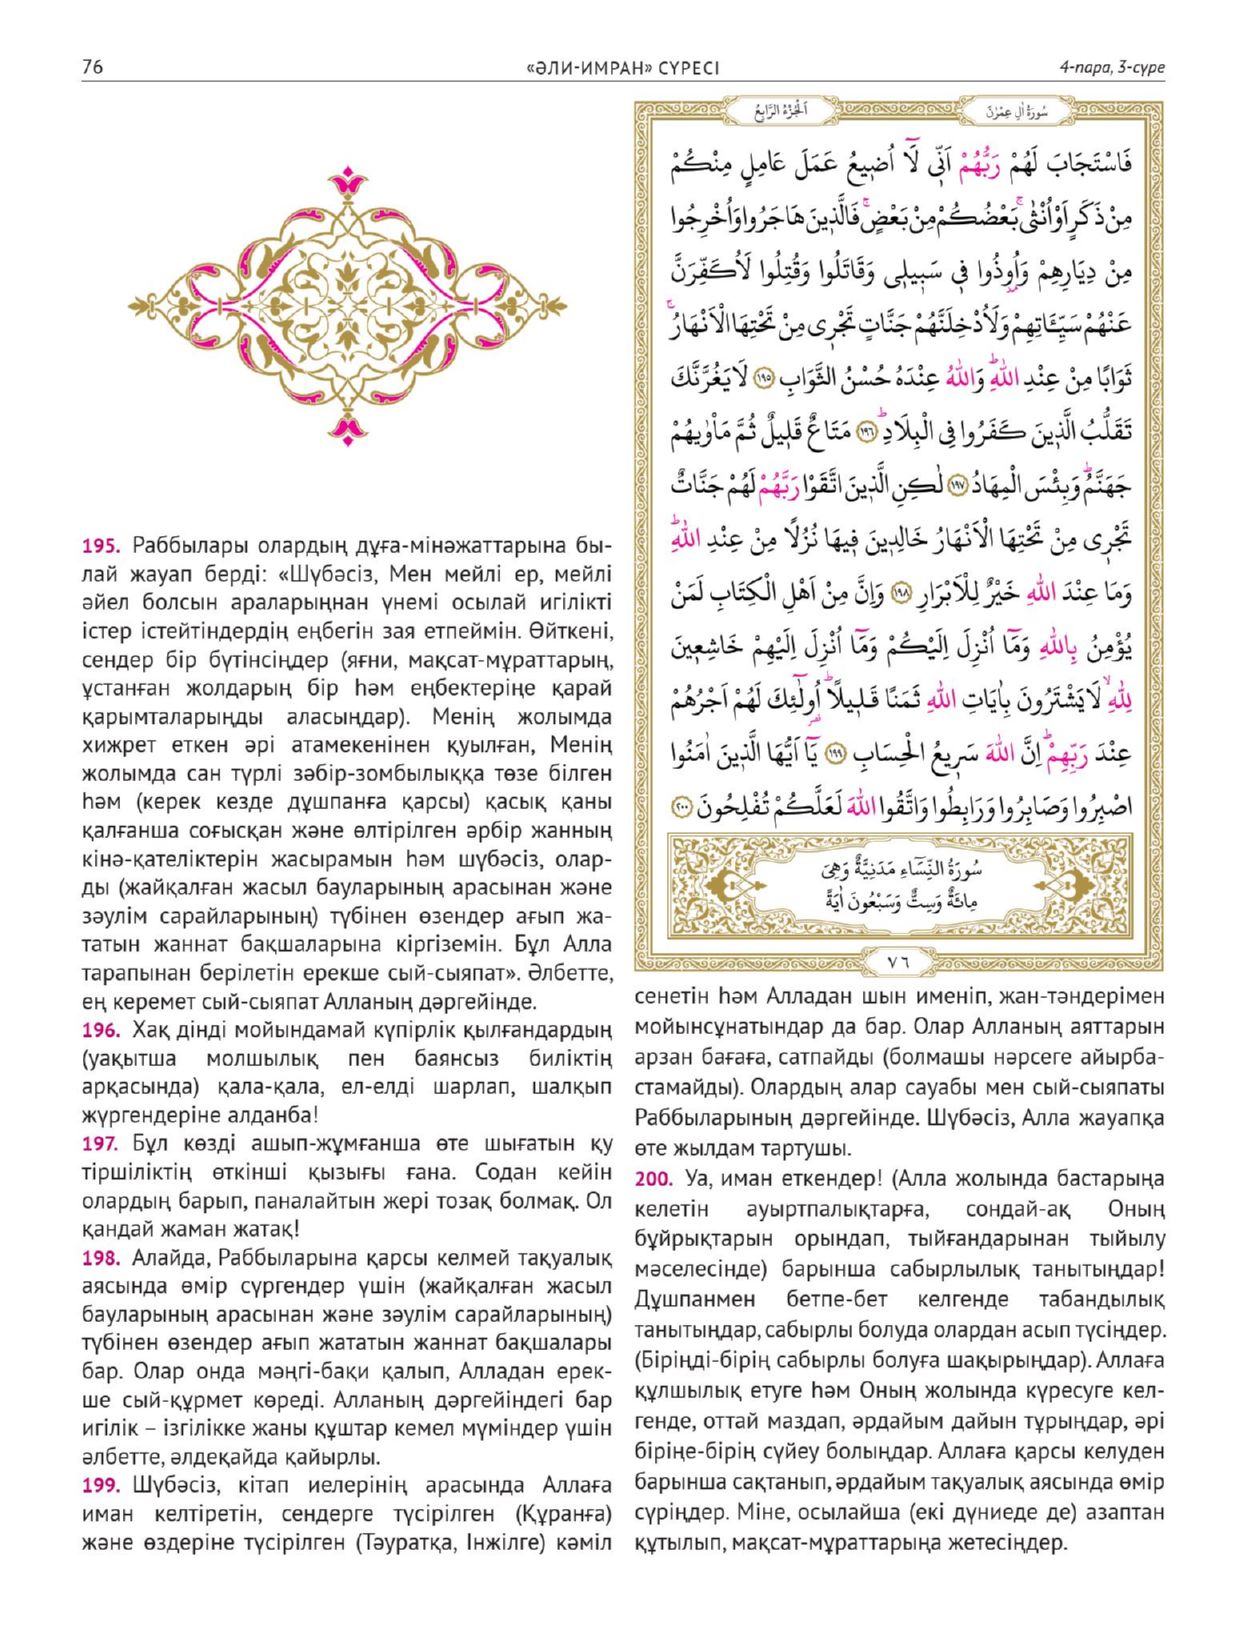 76
«ӘЛИ-ИМРАН» СҮРЕСІ
4-пара, 3-сүре
اَلْجُزْءُ الرَّابِعُ
سُورَةُ اٰلِ عِمْرٰنَ
فَاسْتَجَابَ لَهُمْ رَبُّهُمْ اَنّ۪ى لَٓا اُض۪يعُ عَمَلَ عَامِلٍ مِنْكُمْ
مِنْ ذَكَرٍ اَوْ اُنْثٰىۚ بَعْضُكُمْ مِنْ بَعْضٍۚ فَالَّذ۪ينَ هَاجَرُوا وَاُخْرِجُوا
مِنْ دِيَارِهِمْ وَاُو۫ذُوا ف۪ى سَب۪يل۪ى وَقَاتَلُوا وَقُتِلُوا لَاُكَفِّرَنَّ
عَنْهُمْ سَيِّـَٔاتِهِمْ وَلَاُدْخِلَنَّهُمْ جَنَّاتٍ تَجْر۪ى مِنْ تَحْتِهَا الْاَنْهَارُۚ
ثَوَابًا مِنْ عِنْدِ اللّٰهِۜ وَاللّٰهُ عِنْدَهُ حُسْنُ الثَّوَابِ ﴿١٩٥﴾ لَا يَغُرَّنَّكَ
تَقَلُّبُ الَّذ۪ينَ كَفَرُوا فِى الْبِلَادِۜ ﴿١٩٦﴾ مَتَاعٌ قَل۪يلٌ ثُمَّ مَاْوٰيهُمْ
جَهَنَّمُۜ وَبِئْسَ الْمِهَادُ ﴿١٩٧﴾ لٰكِنِ الَّذ۪ينَ اتَّقَوْا رَبَّهُمْ لَهُمْ جَنَّاتٌ
تَجْر۪ى مِنْ تَحْتِهَا الْاَنْهَارُ خَالِد۪ينَ ف۪يهَا نُزُلًا مِنْ عِنْدِ اللّٰهِۜ
وَمَا عِنْدَ اللّٰهِ خَيْرٌ لِلْاَبْرَارِ ﴿١٩٨﴾ وَاِنَّ مِنْ اَهْلِ الْكِتَابِ لَمَنْ
يُؤْمِنُ بِاللّٰهِ وَمَٓا اُنْزِلَ اِلَيْكُمْ وَمَٓا اُنْزِلَ اِلَيْهِمْ خَاشِع۪ينَ
لِلّٰهِۙ لَا يَشْتَرُونَ بِاٰيَاتِ اللّٰهِ ثَمَنًا قَل۪يلًاۜ اُو۬لٰٓئِكَ لَهُمْ اَجْرُهُمْ
عِنْدَ رَبِّهِمْۜ اِنَّ اللّٰهَ سَر۪يعُ الْحِسَابِ ﴿١٩٩﴾ يَٓا اَيُّهَا الَّذ۪ينَ اٰمَنُوا
اصْبِرُوا وَصَابِرُوا وَرَابِطُوا وَاتَّقُوا اللّٰهَ لَعَلَّكُمْ تُفْلِحُونَ ﴿٢٠٠﴾
سُورَةُ النِّسَٓاءِ مَدَنِيَّةٌ وَهِىَ
مِائَةٌ وَسِتٌّ وَسَبْعُونَ اٰيَةً
٧٦
195. Раббылары олардың дұға-мінәжаттарына бы-
лай жауап берді: «Шүбәсіз, Мен мейлі ер, мейлі
әйел болсын араларыңнан үнемі осылай игілікті
істер істейтіндердің еңбегін зая етпеймін. Өйткені,
сендер бір бүтінсіңдер (яғни, мақсат-мұраттарың,
ұстанған жолдарың бір һәм еңбектеріңе қарай
қарымталарыңды аласыңдар). Менің жолымда
хижрет еткен әрі атамекенінен қуылған, Менің
жолымда сан түрлі зәбір-зомбылыққа төзе білген
һәм (керек кезде дұшпанға қарсы) қасық қаны
қалғанша соғысқан және өлтірілген әрбір жанның
кінә-қателіктерін жасырамын һәм шүбәсіз, олар-
ды (жайқалған жасыл бауларының арасынан және
зәулім сарайларының) түбінен өзендер ағып жа-
татын жаннат бақшаларына кіргіземін. Бұл Алла
тарапынан берілетін ерекше сый-сыяпат». Әлбетте,
ең керемет сый-сыяпат Алланың дәргейінде.
196. Хақ дінді мойындамай күпірлік қылғандардың
(уақытша молшылық пен баянсыз биліктің
арқасында) қала-қала, ел-елді шарлап, шалқып
жүргендеріне алданба!
197. Бұл көзді ашып-жұмғанша өте шығатын қу
тіршіліктің өткінші қызығы ғана. Содан кейін
олардың барып, паналайтын жері тозақ болмақ. Ол
қандай жаман жатақ!
198. Алайда, Раббыларына қарсы келмей тақуалық
аясында өмір сүргендер үшін (жайқалған жасыл
бауларының арасынан және зәулім сарайларының)
түбінен өзендер ағып жататын жаннат бақшалары
бар. Олар онда мәңгі-бақи қалып, Алладан ерек-
ше сый-құрмет көреді. Алланың дәргейіндегі бар
игілік – ізгілікке жаны құштар кемел мүміндер үшін
әлбетте, әлдеқайда қайырлы.
199. Шүбәсіз, кітап иелерінің арасында Аллаға
иман келтіретін, сендерге түсірілген (Құранға)
және өздеріне түсірілген (Тәуратқа, Інжілге) кәміл
сенетін һәм Алладан шын именіп, жан-тәндерімен
мойынсұнатындар да бар. Олар Алланың аяттарын
арзан бағаға, сатпайды (болмашы нәрсеге айырба-
стамайды). Олардың алар сауабы мен сый-сыяпаты
Раббыларының дәргейінде. Шүбәсіз, Алла жауапқа
өте жылдам тартушы.
200. Уа, иман еткендер! (Алла жолында бастарыңа
келетін ауыртпалықтарға, сондай-ақ Оның
бұйрықтарын орындап, тыйғандарынан тыйылу
мәселесінде) барынша сабырлылық танытыңдар!
Дұшпанмен бетпе-бет келгенде табандылық
танытыңдар, сабырлы болуда олардан асып түсіңдер.
(Біріңді-бірің сабырлы болуға шақырыңдар). Аллаға
құлшылық етуге һәм Оның жолында күресуге кел-
генде, оттай маздап, әрдайым дайын тұрыңдар, әрі
біріңе-бірің сүйеу болыңдар. Аллаға қарсы келуден
барынша сақтанып, әрдайым тақуалық аясында өмір
сүріңдер. Міне, осылайша (екі дүниеде де) азаптан
құтылып, мақсат-мұраттарыңа жетесіңдер.